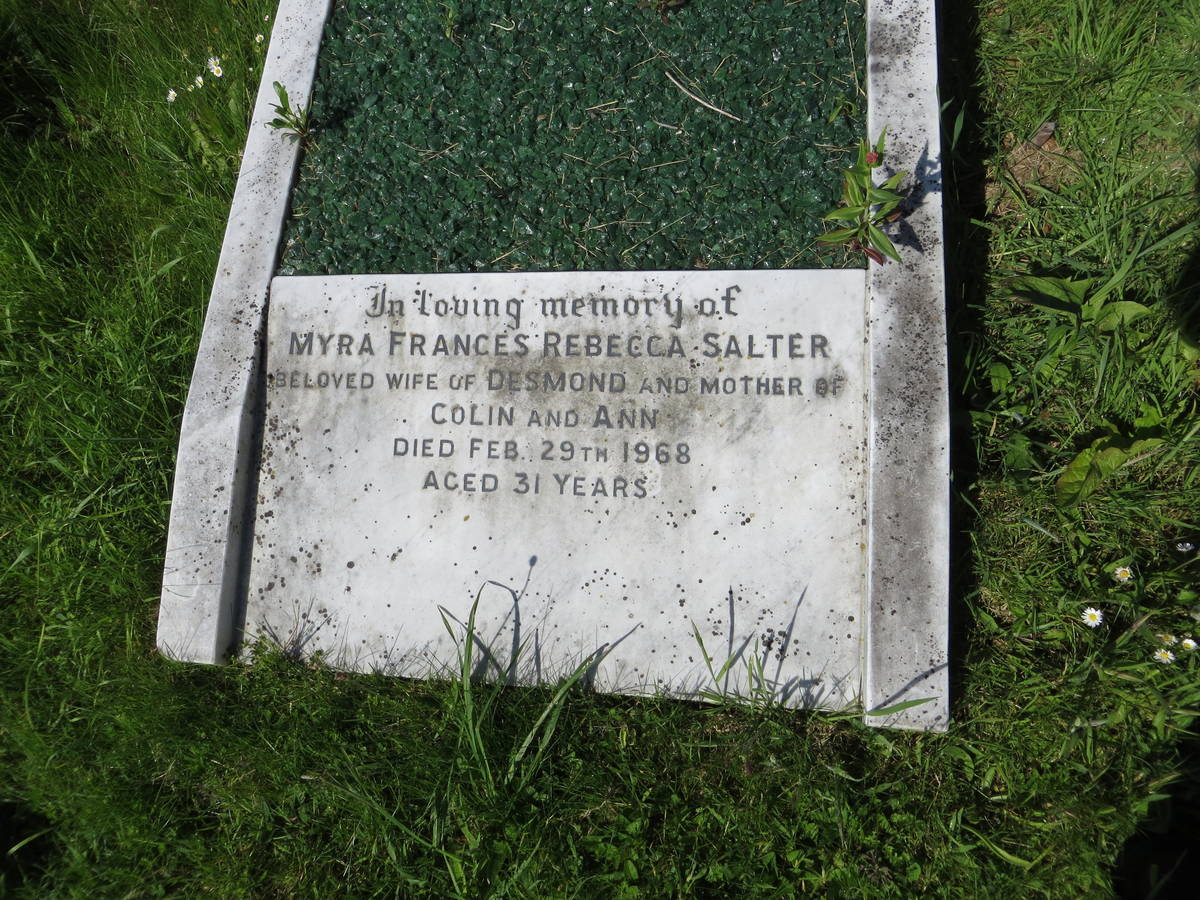 In loving memory of
MYRA FRANCES REBECCA SALTER
BELOVED WIFE OF DESMOND AND MOTHER OF
COLIN AND ANN
DIED FEB. 29TH 1968
AGED 31 YEARS